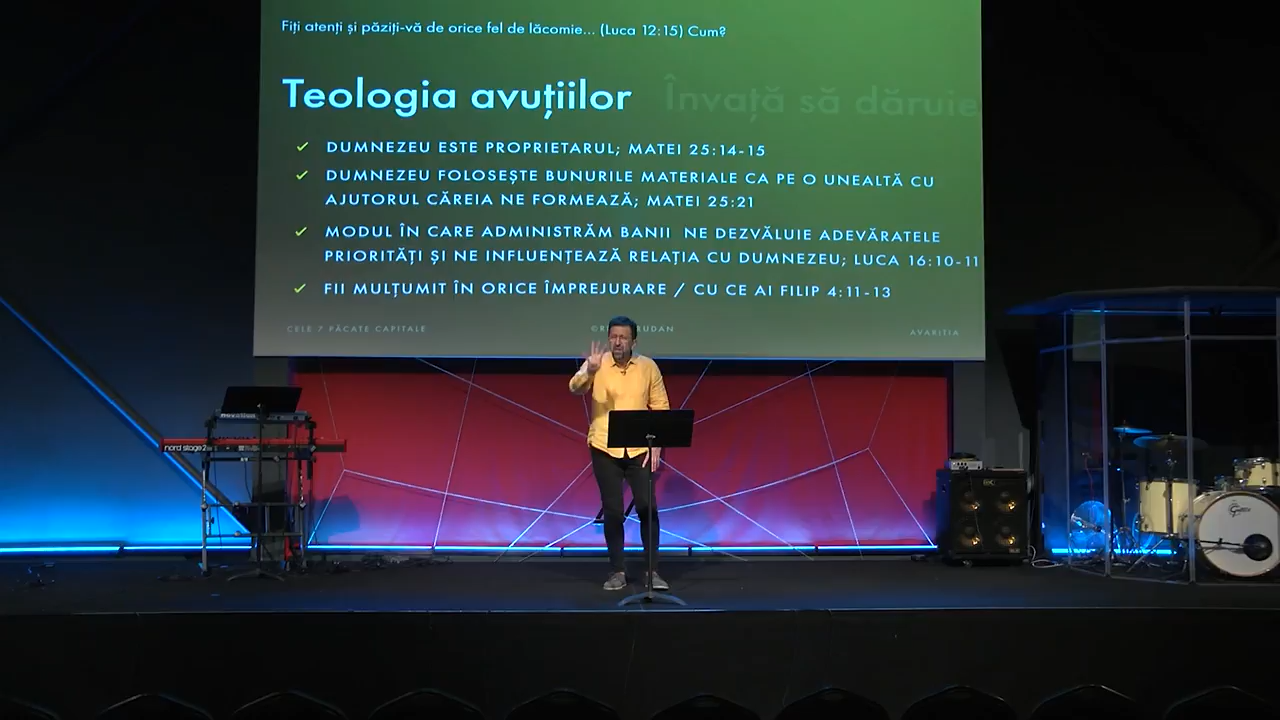 Fiți atenți și păziți-vă de orice fel de lăcomie... (Luca 12:15) Cum?
Teologia avuțiilor
Învață să dăruie
DUMNEZEU ESTE PROPRIETARUL; MATEI 25:14-15
DUMNEZEU FOLOSEȘTE BUNURILE MATERIALE CA PE O UNEALTĂ CU
AJUTORUL CĂREIA NE FORMEAZĂ; MATEI 25:21
MODUL ÎN CARE ADMINISTRĂM BANII NE DEZVĂLUIE ADEVĂRATELE
PRIORITĂȚI ȘI NE INFLUENȚEAZĂ RELAȚIA CU DUMNEZEU; LUCA 16:10-11
FII MULȚUMIT ÎN ORICE ÎMPREJURARE / CU CE AI FILIP 4:11-13
CELE 7 PĂCATE CAPITALE
AVARIȚIA
nord stage 2
Gretsch